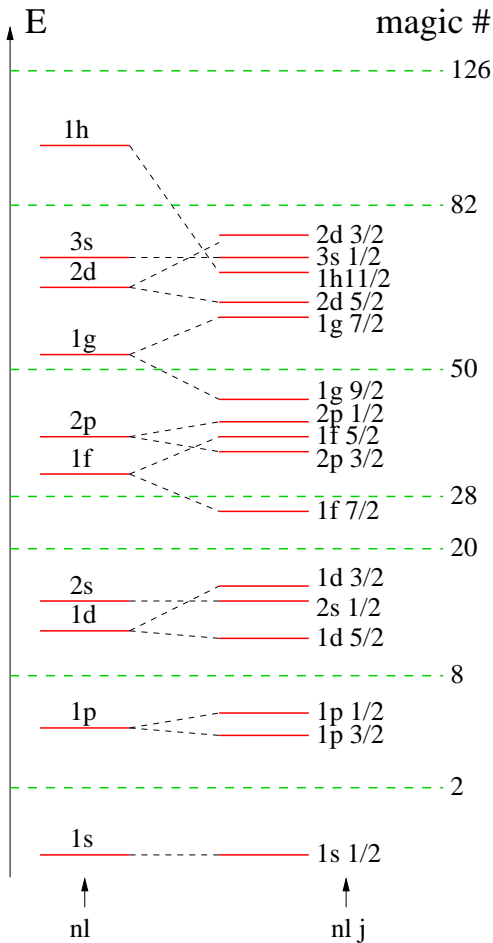 E magic #
126
1h
82
2d 3/2
3s
3s 1/2
1h11/2
2d
2d 5/2
1g 7/2
1g
50
1g 9/2
2p 1/2
2p
1f 5/2
2p 3/2
1f
28
1f 7/2
20
1d 3/2
2s
2s 1/2
1d
1d 5/2
8
1p 1/2
1p
1p 3/2
2
1s
1s 1/2
nl nl j